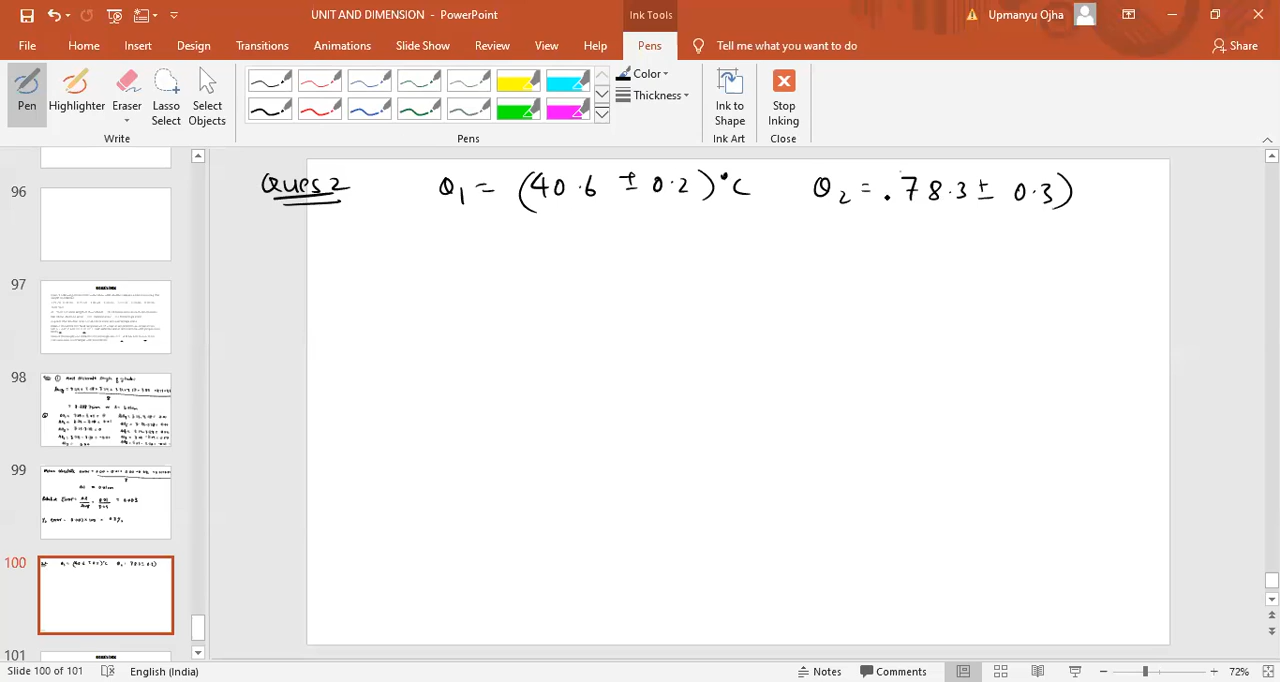 UNIT AND DIMENSION - PowerPoint
Ink Tools
Upmanyu Ojha
File Home Insert Design Transitions Animations Slide Show Review View Help Pens Tell me what you want to do Share
Pen Highlighter Eraser Lasso Select Select Objects
Color
Thickness
Ink to Shape
Stop Inking
Write Pens Ink Art Close
96
97
98
99
100
101
Ques 2 θ1 = (40.6 ± 0.2)°C θ2 = .78.3 ± 0.3)
Slide 100 of 101 English (India) Notes Comments 72%